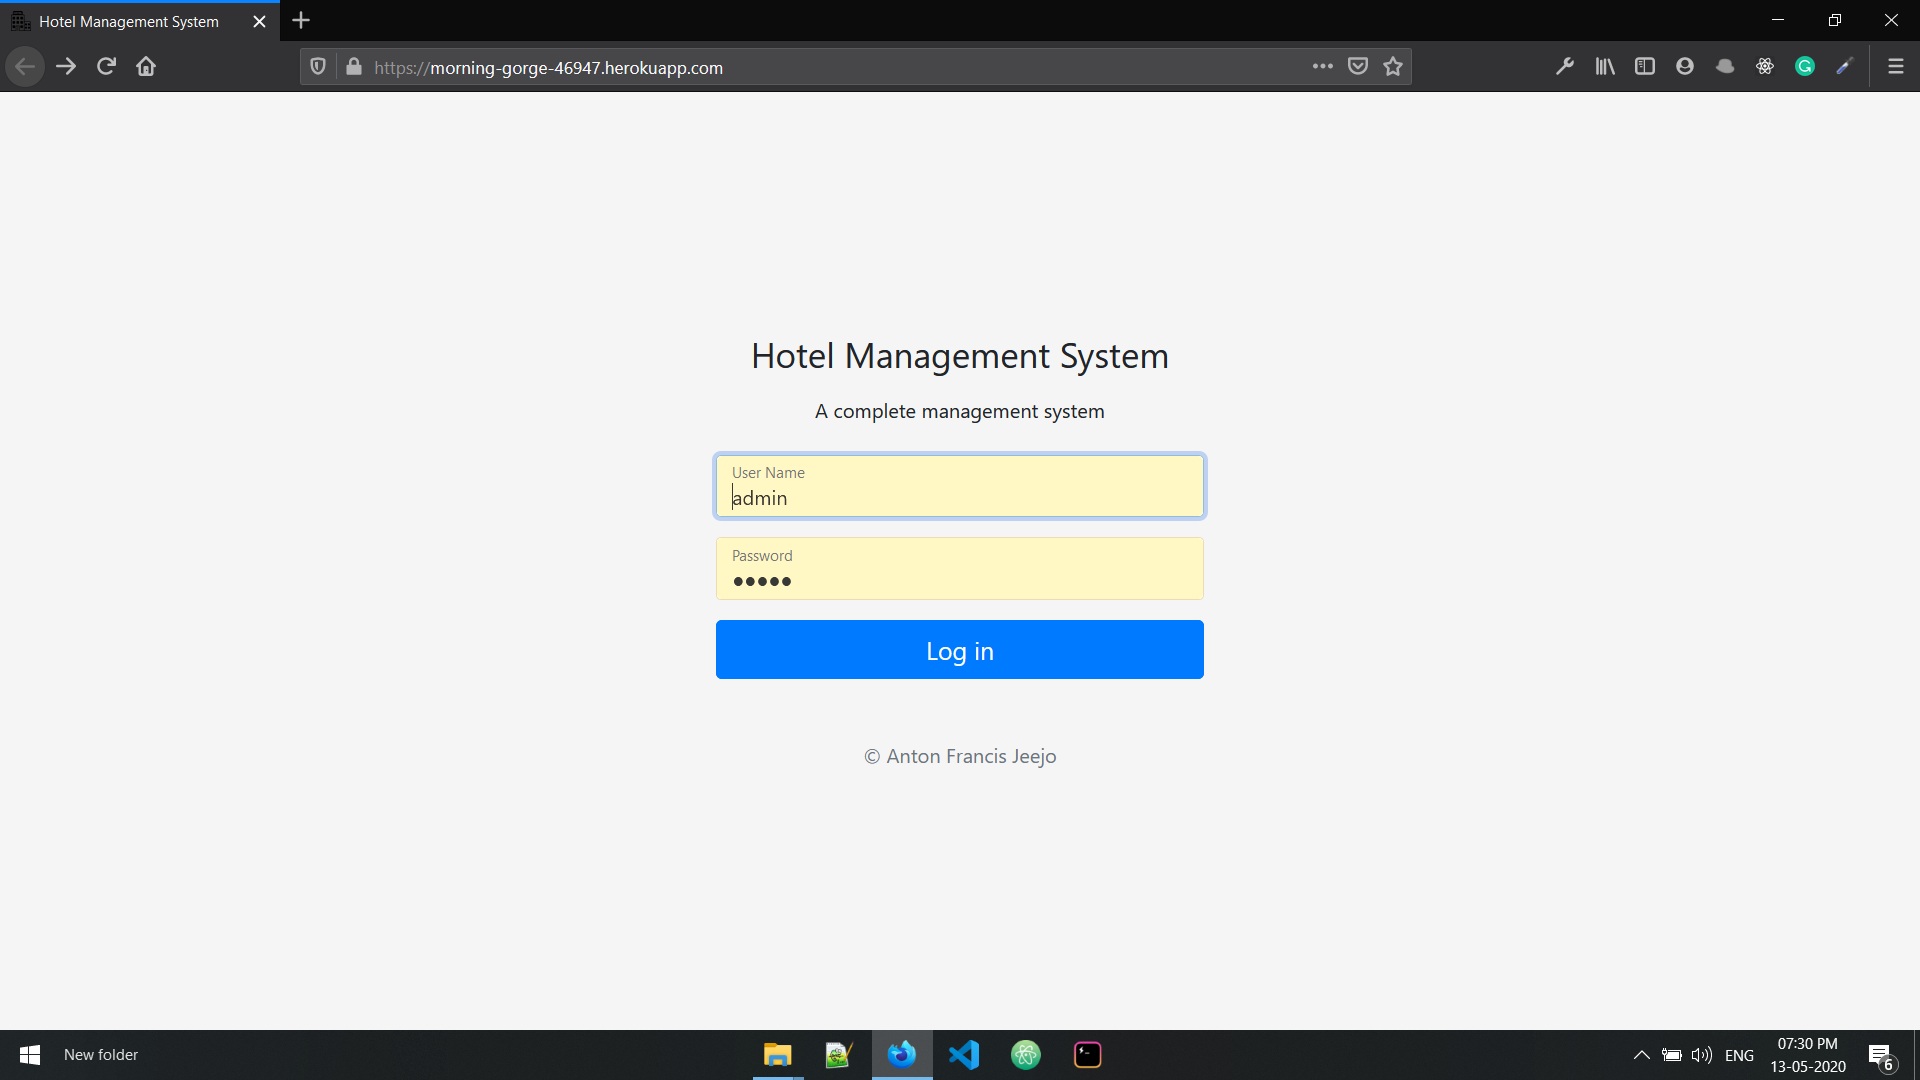 Hotel Management System
https://morning-gorge-46947.herokuapp.com
Hotel Management System
A complete management system
User Name
admin
Password
•••••
Log in
© Anton Francis Jeejo
New folder
ENG
07:30 PM
13-05-2020
6